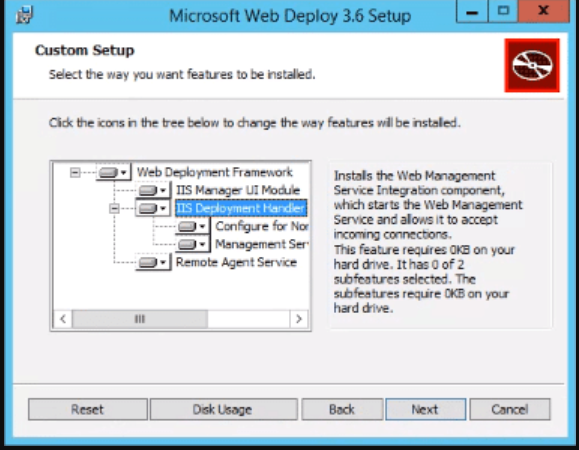 Microsoft Web Deploy 3.6 Setup
Custom Setup
Select the way you want features to be installed.
Click the icons in the tree below to change the way features will be installed.
Web Deployment Framework
IIS Manager UI Module
IIS Deployment Handler
Configure for Nor
Management Ser
Remote Agent Service
Installs the Web Management
Service Integration component,
which starts the Web Management
Service and allows it to accept
incoming connections.
This feature requires 0KB on your
hard drive. It has 0 of 2
subfeatures selected. The
subfeatures require 0KB on your
hard drive.
Reset
Disk Usage
Back
Next
Cancel